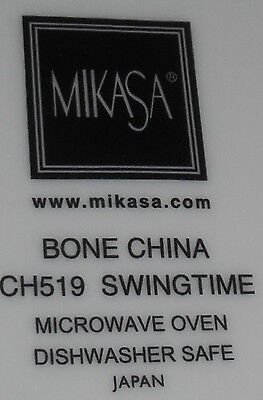 MIKASA®
www.mikasa.com
BONE CHINA
CH519 SWINGTIME
MICROWAVE OVEN
DISHWASHER SAFE
JAPAN